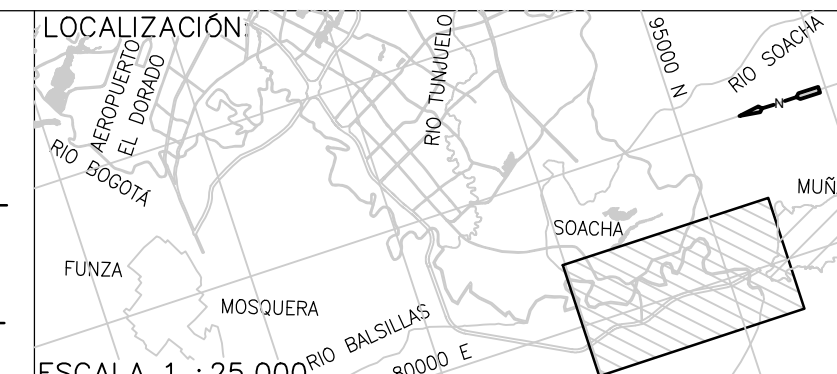 LOCALIZACIÓN:
AEROPUERTO
EL DORADO
RIO BOGOTÁ
RIO TUNJUELO
95000 N
RIO SOACHA
N
SOACHA
FUNZA
MOSQUERA
RIO BALSILLAS
80000 E
ESCALA 1 : 25.000